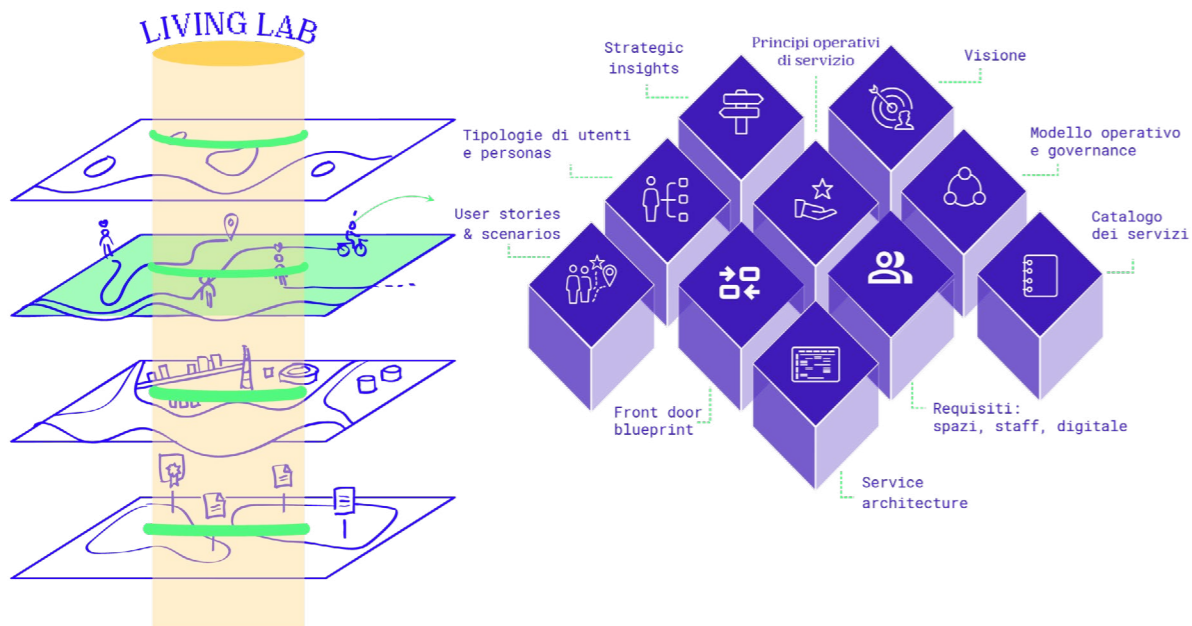 LIVING LAB
Strategic
insights
Principi operativi
di servizio
Visione
Tipologie di utenti
e personas
Modello operativo
e governance
User stories
& scenarios
Catalogo
dei servizi
Front door
blueprint
Requisiti:
spazi, staff, digitale
Service
architecture